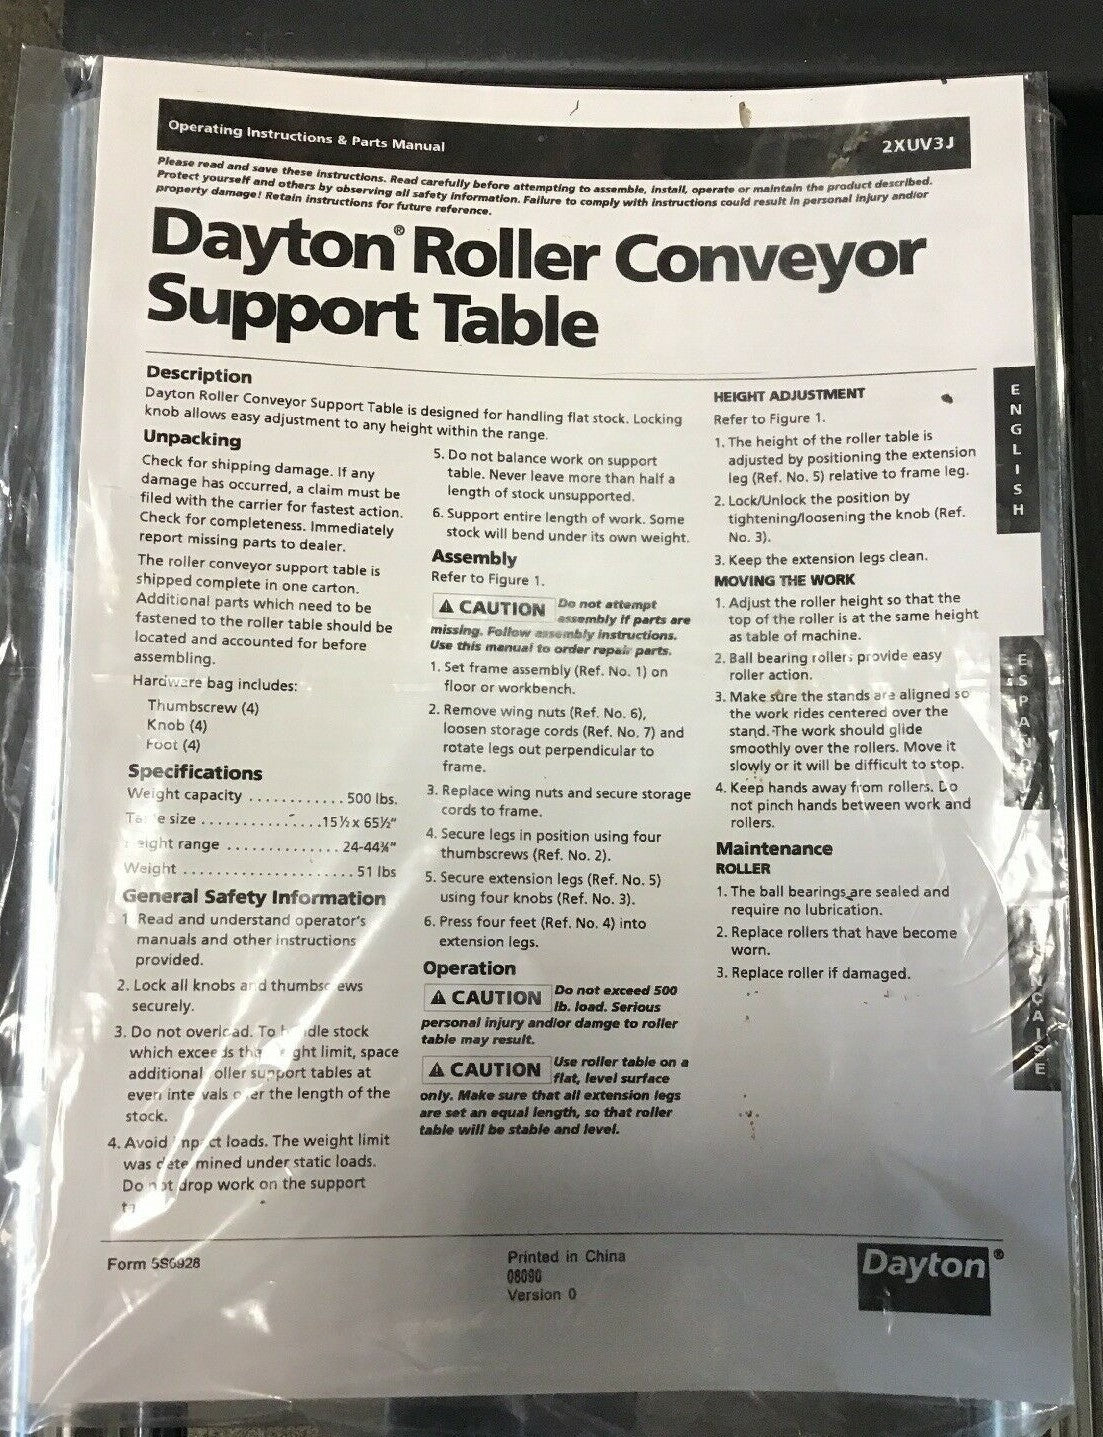 Operating Instructions & Parts Manual
2XUV3J
Please read and save these instructions. Read carefully before attempting to assemble, install, operate or maintain the product described.
Protect yourself and others by observing all safety information. Failure to comply with instructions could result in personal injury and/or
property damage! Retain instructions for future reference.
Dayton® Roller Conveyor
Support Table
Description
Dayton Roller Conveyor Support Table is designed for handling flat stock. Locking
knob allows easy adjustment to any height within the range.
Unpacking
Check for shipping damage. If any
damage has occurred, a claim must be
filed with the carrier for fastest action.
Check for completeness. Immediately
report missing parts to dealer.
The roller conveyor support table is
shipped complete in one carton.
Additional parts which need to be
fastened to the roller table should be
located and accounted for before
assembling.
Hardware bag includes:
Thumbscrew (4)
Knob (4)
Foot (4)
Specifications
Weight capacity ............ 500 lbs.
Table size ............... 15½ x 65½"
Height range .............. 24-44¾"
Weight ..................... 51 lbs
General Safety Information
1. Read and understand operator's
manuals and other instructions
provided.
2. Lock all knobs and thumbscrews
securely.
3. Do not overload. To handle stock
which exceeds the weight limit, space
additional roller support tables at
even intervals over the length of the
stock.
4. Avoid impact loads. The weight limit
was determined under static loads.
Do not drop work on the support
5. Do not balance work on support
table. Never leave more than half a
length of stock unsupported.
6. Support entire length of work. Some
stock will bend under its own weight.
Assembly
Refer to Figure 1.
⚠ CAUTION Do not attempt
assembly if parts are
missing. Follow assembly instructions.
Use this manual to order repair parts.
1. Set frame assembly (Ref. No. 1) on
floor or workbench.
2. Remove wing nuts (Ref. No. 6),
loosen storage cords (Ref. No. 7) and
rotate legs out perpendicular to
frame.
3. Replace wing nuts and secure storage
cords to frame.
4. Secure legs in position using four
thumbscrews (Ref. No. 2).
5. Secure extension legs (Ref. No. 5)
using four knobs (Ref. No. 3).
6. Press four feet (Ref. No. 4) into
extension legs.
Operation
⚠ CAUTION Do not exceed 500
lb. load. Serious
personal injury and/or damge to roller
table may result.
⚠ CAUTION Use roller table on a
flat, level surface
only. Make sure that all extension legs
are set an equal length, so that roller
table will be stable and level.
HEIGHT ADJUSTMENT
Refer to Figure 1.
1. The height of the roller table is
adjusted by positioning the extension
leg (Ref. No. 5) relative to frame leg.
2. Lock/Unlock the position by
tightening/loosening the knob (Ref.
No. 3).
3. Keep the extension legs clean.
MOVING THE WORK
1. Adjust the roller height so that the
top of the roller is at the same height
as table of machine.
2. Ball bearing rollers provide easy
roller action.
3. Make sure the stands are aligned so
the work rides centered over the
stand. The work should glide
smoothly over the rollers. Move it
slowly or it will be difficult to stop.
4. Keep hands away from rollers. Do
not pinch hands between work and
rollers.
Maintenance
ROLLER
1. The ball bearings are sealed and
require no lubrication.
2. Replace rollers that have become
worn.
3. Replace roller if damaged.
ENGLISH
Form 5S6928
Printed in China
08090
Version 0
Dayton®